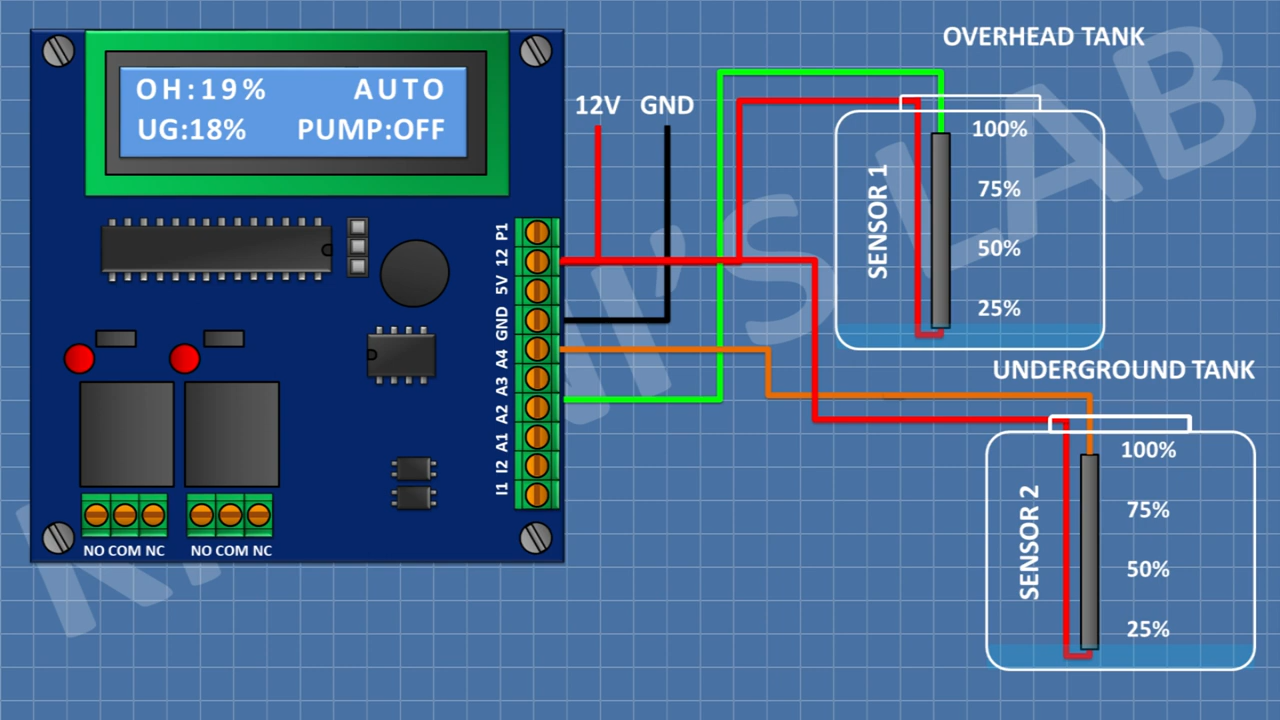 OVERHEAD TANK
OH:19% AUTO
UG:18% PUMP:OFF
12V GND
100%
75%
50%
25%
SENSOR 1
P1
12
5V
GND
A4
A3
A2
A1
I2
I1
UNDERGROUND TANK
100%
75%
50%
25%
SENSOR 2
NO COM NC
NO COM NC